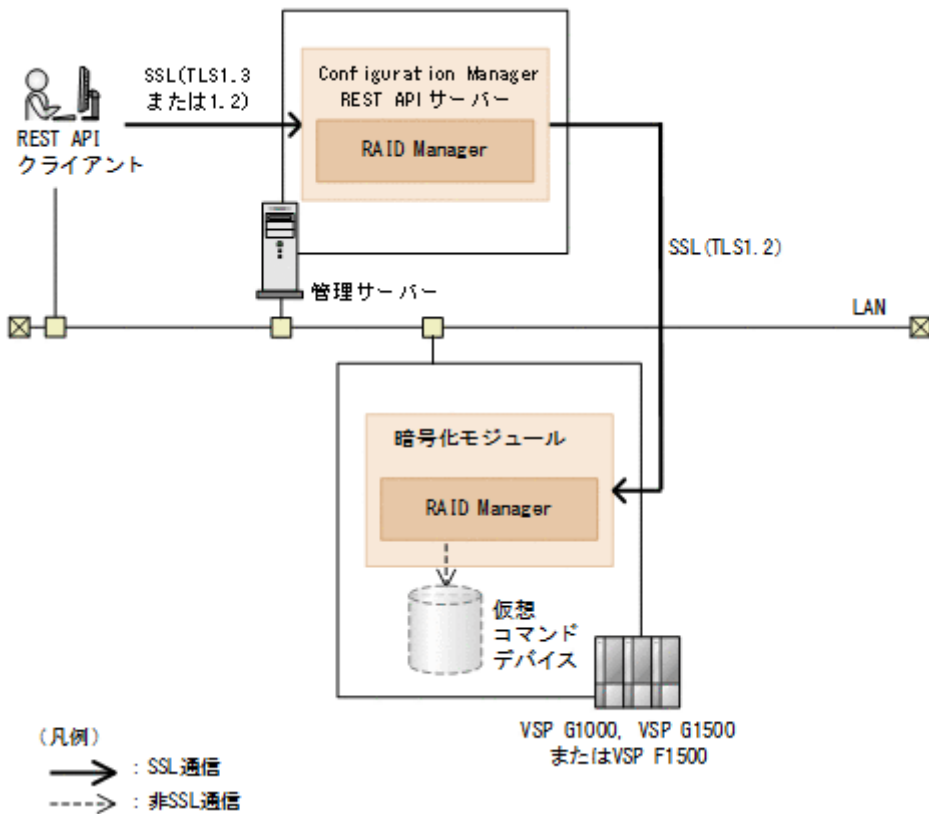 SSL(TLS1.3
または1.2)
Configuration Manager
REST APIサーバー
RAID Manager
REST API
クライアント
SSL(TLS1.2)
管理サーバー
LAN
暗号化モジュール
RAID Manager
仮想
コマンド
デバイス
VSP G1000, VSP G1500
またはVSP F1500
(凡例)
: SSL通信
: 非SSL通信